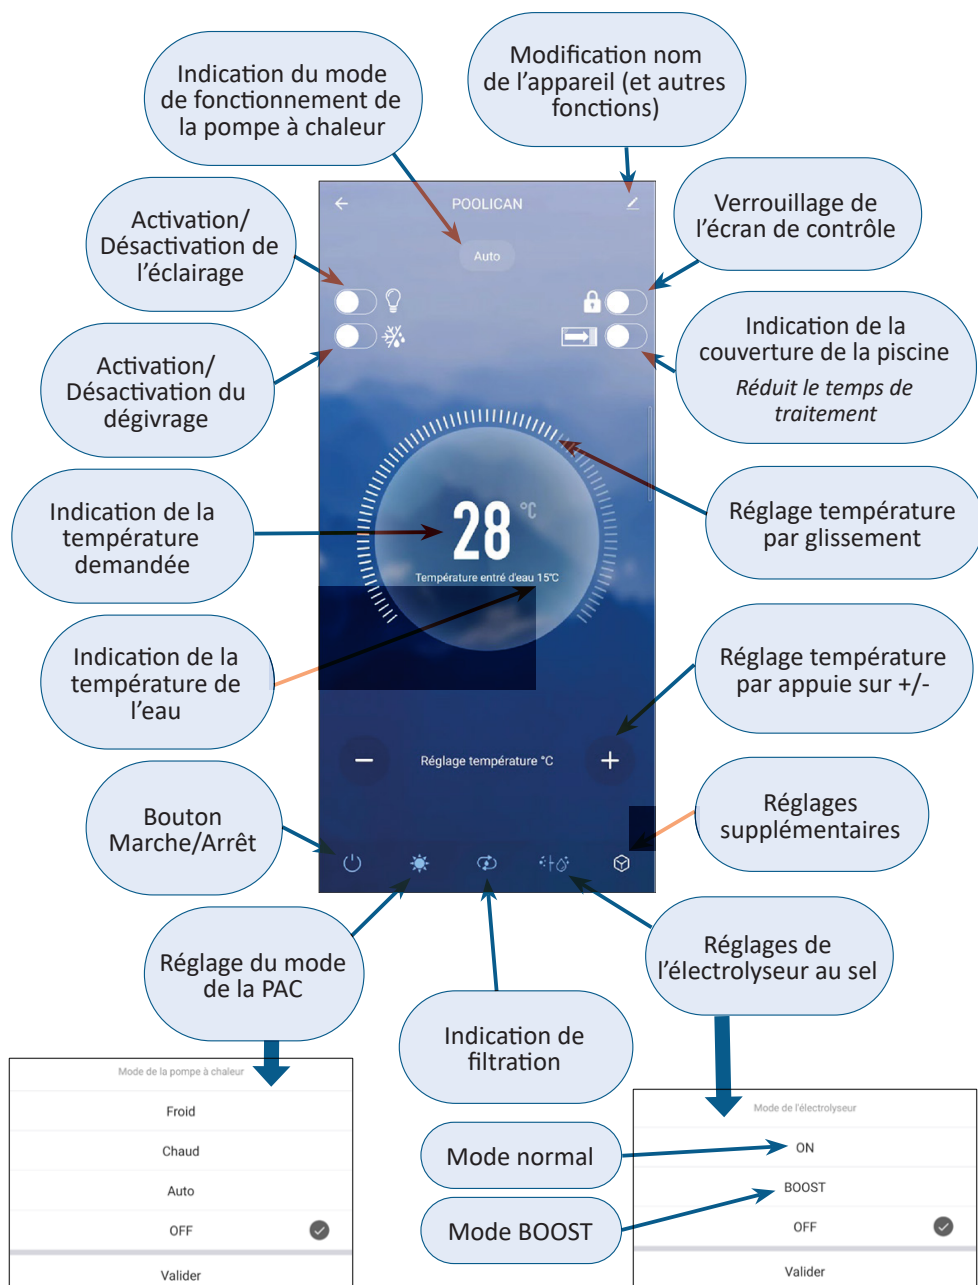 Indication du mode
de fonctionnement de
la pompe à chaleur
Modification nom
de l'appareil (et autres
fonctions)
Activation/
Désactivation de
l'éclairage
Verrouillage de
l'écran de contrôle
POOLICAN
Auto
Activation/
Désactivation du
dégivrage
Indication de la
couverture de la piscine
Réduit le temps de
traitement
Indication de la
température
demandée
28 °C
Température entré d'eau 15℃
Réglage température
par glissement
Indication de la
température de
l'eau
Réglage température
par appuie sur +/-
Réglage température °C
Bouton
Marche/Arrêt
Réglages
supplémentaires
Réglage du mode
de la PAC
Indication de
filtration
Réglages de
l'électrolyseur au sel
Mode de la pompe à chaleur
Froid
Chaud
Auto
OFF
Valider
Mode normal
Mode BOOST
Mode de l'électrolyseur
ON
BOOST
OFF
Valider